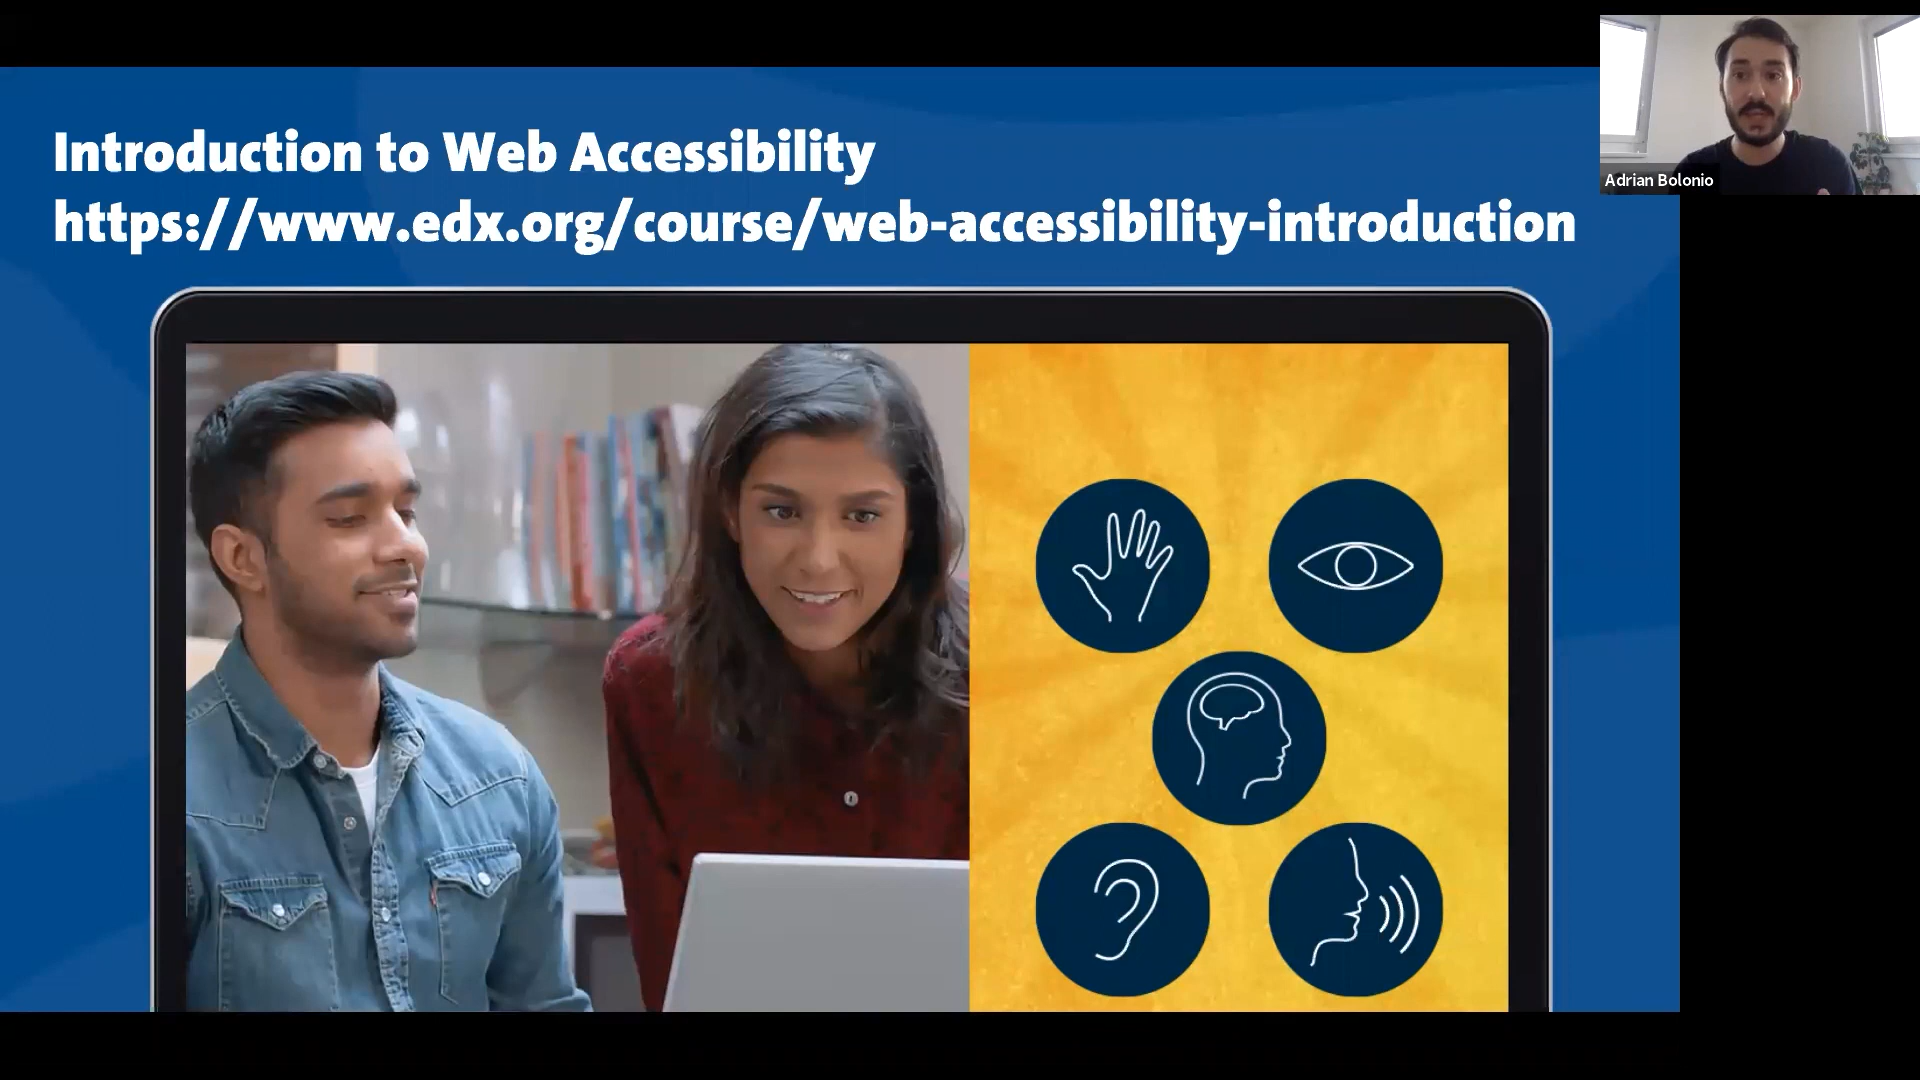 Introduction to Web Accessibility
https://www.edx.org/course/web-accessibility-introduction
Adrian Bolonio